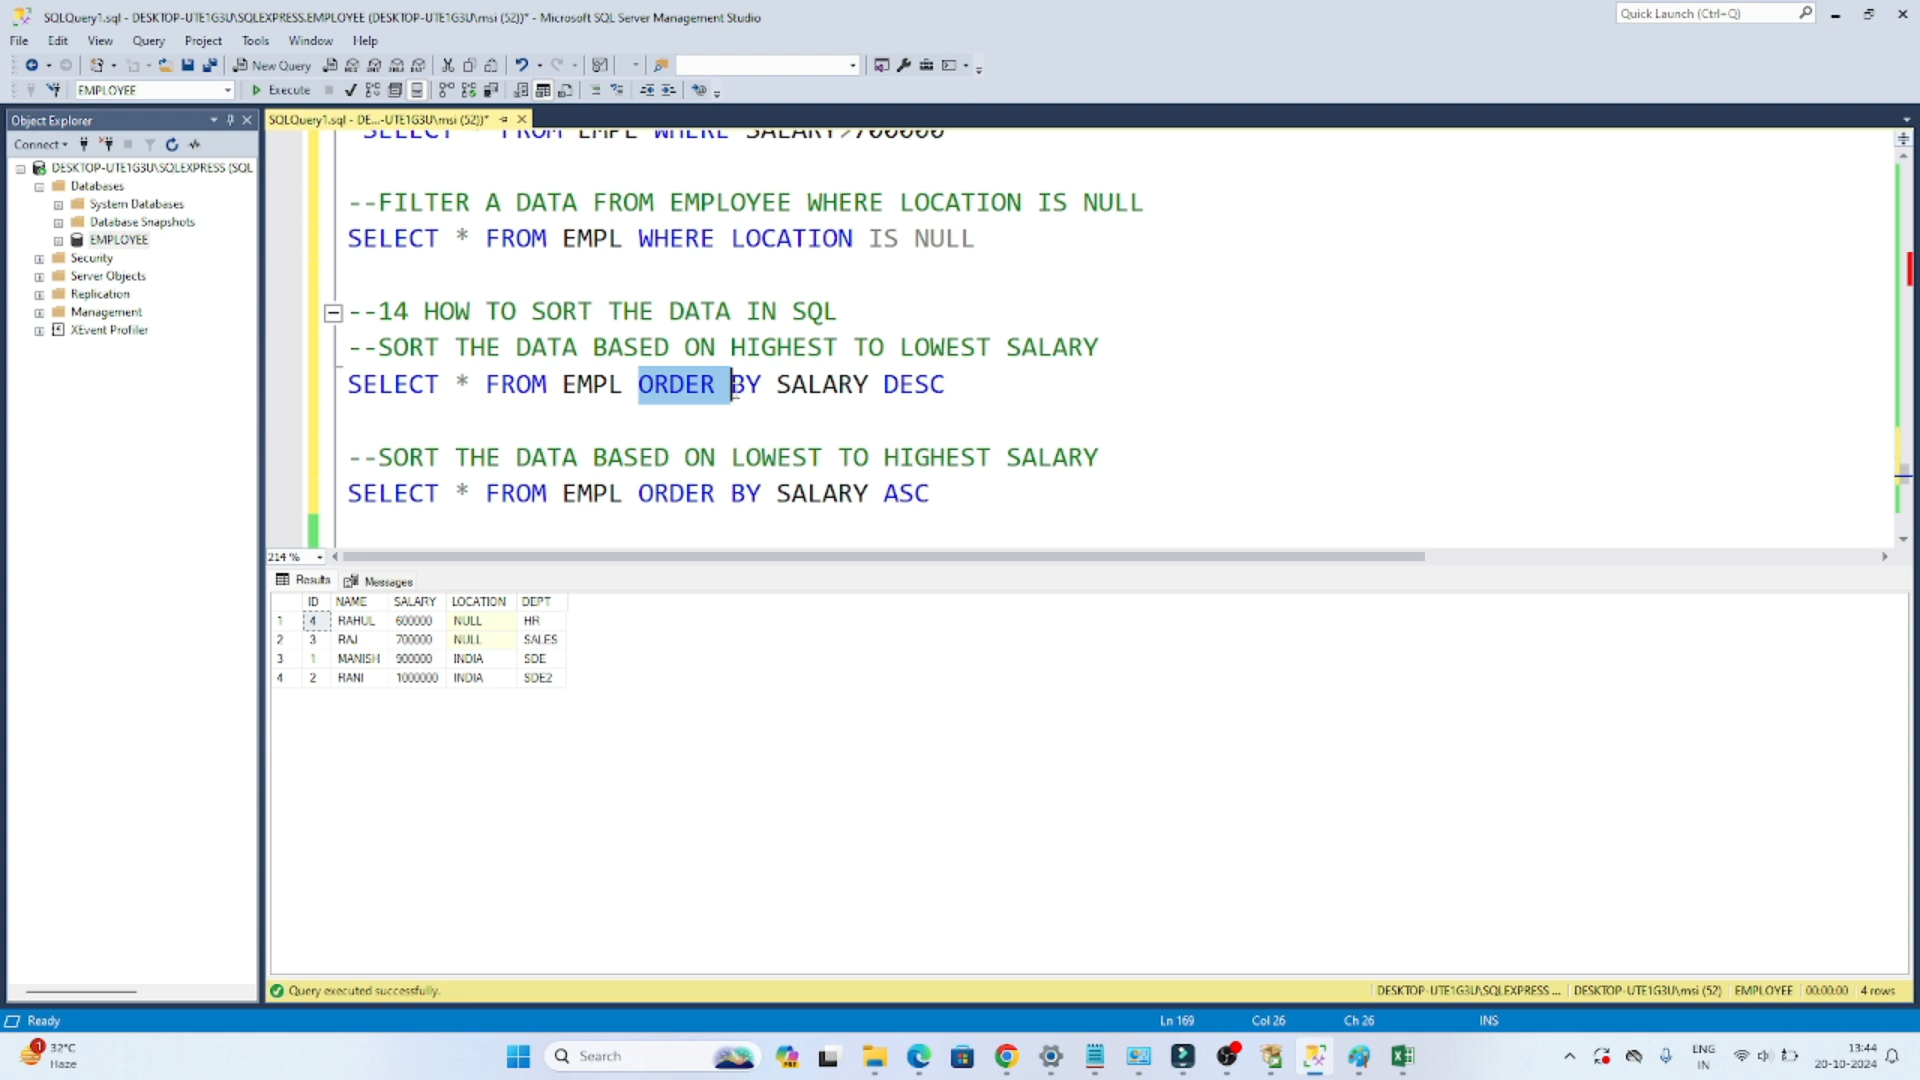 SQLQuery1.sql - DESKTOP-UTE1G3U\SQLEXPRESS.EMPLOYEE (DESKTOP-UTE1G3U\msi (52))* - Microsoft SQL Server Management Studio
Quick Launch (Ctrl+Q)
File Edit View Query Project Tools Window Help
New Query
EMPLOYEE
Execute
Object Explorer
SQLQuery1.sql - DE...-UTE1G3U\msi (52))*
Connect
DESKTOP-UTE1G3U\SQLEXPRESS (SQL
Databases
System Databases
Database Snapshots
EMPLOYEE
Security
Server Objects
Replication
Management
XEvent Profiler
SELECT * FROM EMPL WHERE SALARY>700000
--FILTER A DATA FROM EMPLOYEE WHERE LOCATION IS NULL
SELECT * FROM EMPL WHERE LOCATION IS NULL
--14 HOW TO SORT THE DATA IN SQL
--SORT THE DATA BASED ON HIGHEST TO LOWEST SALARY
SELECT * FROM EMPL ORDER BY SALARY DESC
--SORT THE DATA BASED ON LOWEST TO HIGHEST SALARY
SELECT * FROM EMPL ORDER BY SALARY ASC
214 %
Results Messages
ID NAME SALARY LOCATION DEPT
1 4 RAHUL 600000 NULL HR
2 3 RAJ 700000 NULL SALES
3 1 MANISH 900000 INDIA SDE
4 2 RANI 1000000 INDIA SDE2
Query executed successfully.
DESKTOP-UTE1G3U\SQLEXPRESS ... DESKTOP-UTE1G3U\msi (52) EMPLOYEE 00:00:00 4 rows
Ready
Ln 169 Col 26 Ch 26 INS
1
32°C
Haze
Search
ENG
IN
13:44
20-10-2024